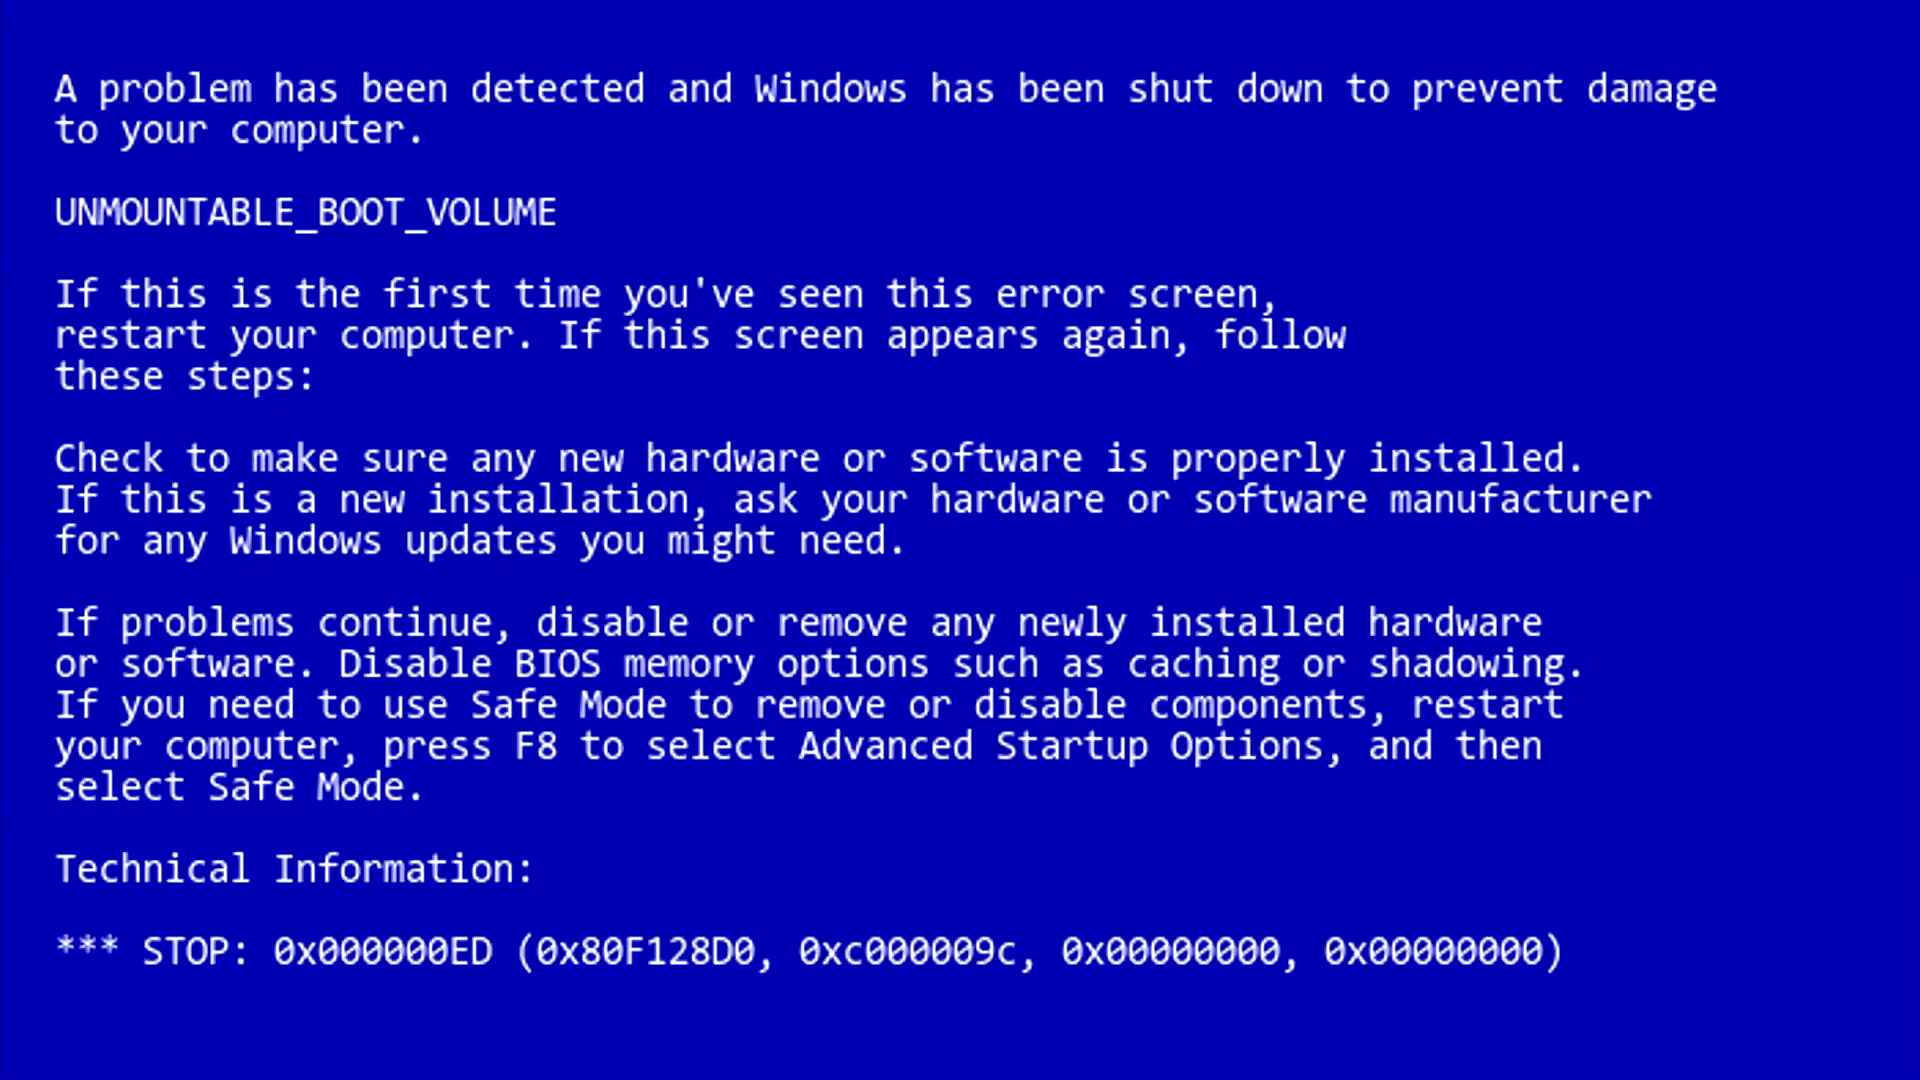 A problem has been detected and Windows has been shut down to prevent damage
to your computer.
UNMOUNTABLE_BOOT_VOLUME
If this is the first time you've seen this error screen,
restart your computer. If this screen appears again, follow
these steps:
Check to make sure any new hardware or software is properly installed.
If this is a new installation, ask your hardware or software manufacturer
for any Windows updates you might need.
If problems continue, disable or remove any newly installed hardware
or software. Disable BIOS memory options such as caching or shadowing.
If you need to use Safe Mode to remove or disable components, restart
your computer, press F8 to select Advanced Startup Options, and then
select Safe Mode.
Technical Information:
*** STOP: 0x000000ED (0x80F128D0, 0xc000009c, 0x00000000, 0x00000000)